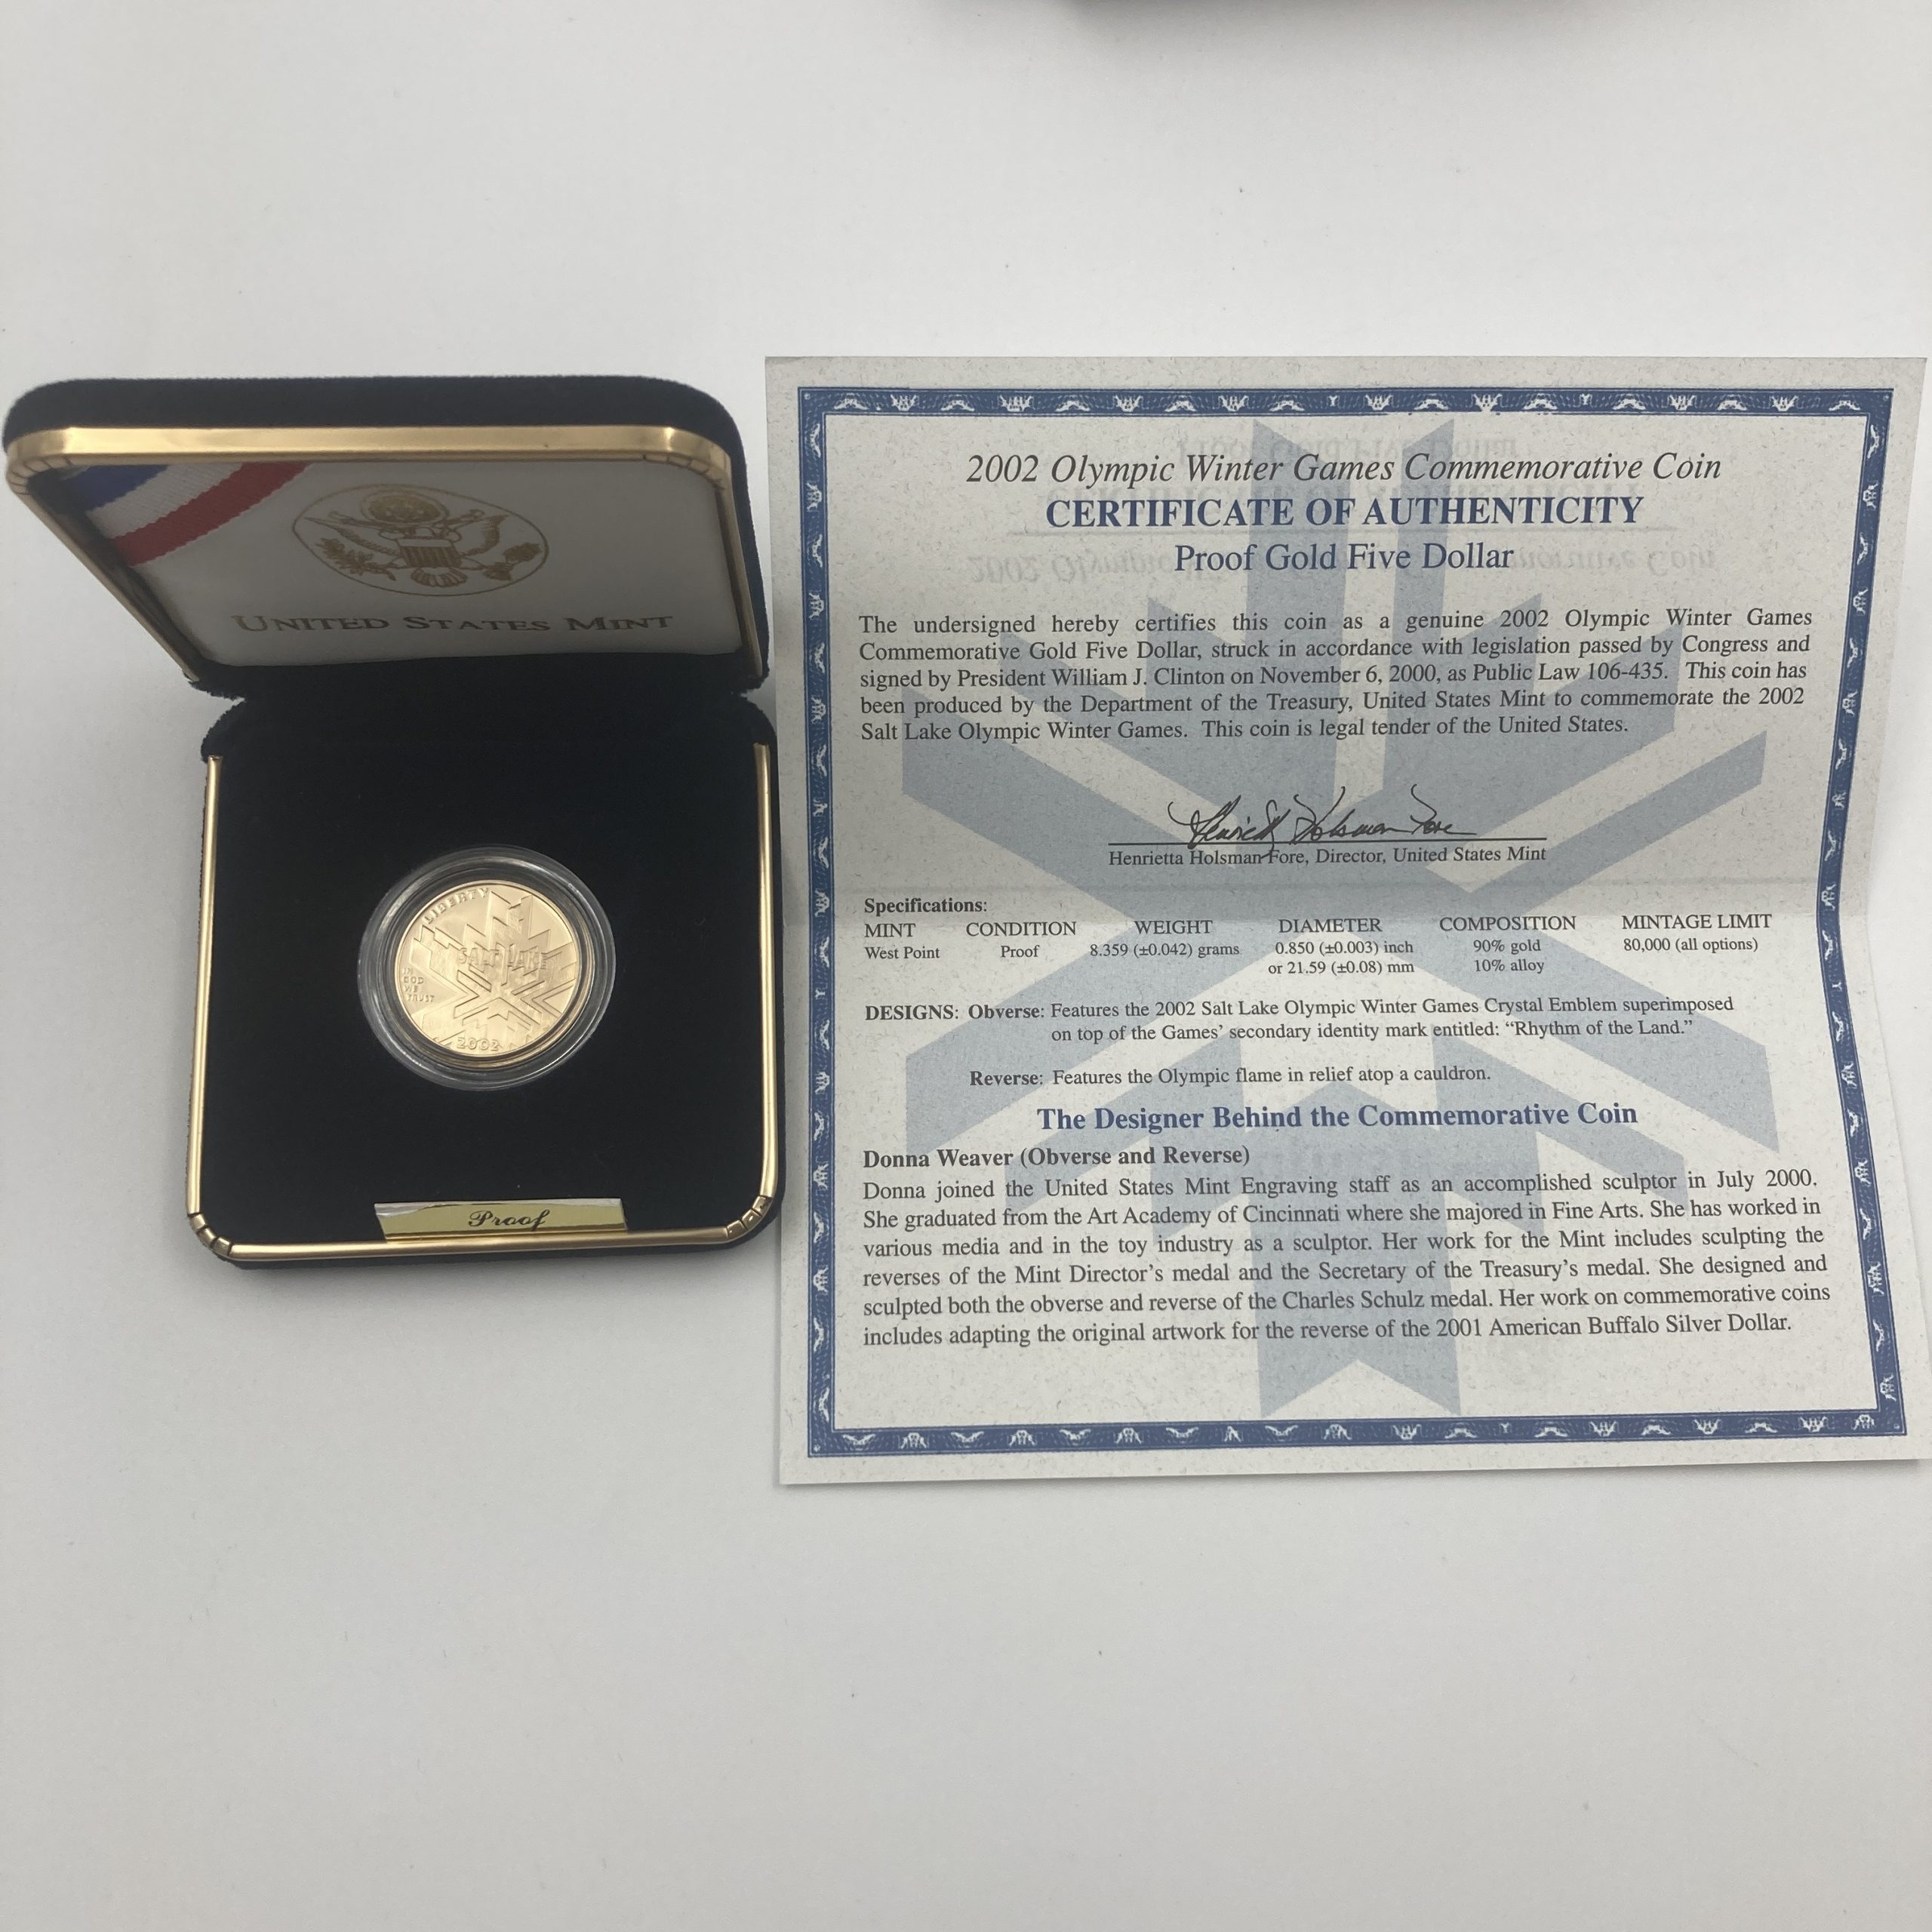 UNITED STATES MINT
LIBERTY
SALT LAKE
IN
GOD
WE
TRUST
2002
Proof
2002 Olympic Winter Games Commemorative Coin
CERTIFICATE OF AUTHENTICITY
Proof Gold Five Dollar
The undersigned hereby certifies this coin as a genuine 2002 Olympic Winter Games
Commemorative Gold Five Dollar, struck in accordance with legislation passed by Congress and
signed by President William J. Clinton on November 6, 2000, as Public Law 106-435. This coin has
been produced by the Department of the Treasury, United States Mint to commemorate the 2002
Salt Lake Olympic Winter Games. This coin is legal tender of the United States.
Henrietta Holsman Fore
Henrietta Holsman Fore, Director, United States Mint
Specifications:
MINT CONDITION WEIGHT DIAMETER COMPOSITION MINTAGE LIMIT
West Point Proof 8.359 (±0.042) grams 0.850 (±0.003) inch 90% gold 80,000 (all options)
or 21.59 (±0.08) mm 10% alloy
DESIGNS: Obverse: Features the 2002 Salt Lake Olympic Winter Games Crystal Emblem superimposed
on top of the Games' secondary identity mark entitled: "Rhythm of the Land."
Reverse: Features the Olympic flame in relief atop a cauldron.
The Designer Behind the Commemorative Coin
Donna Weaver (Obverse and Reverse)
Donna joined the United States Mint Engraving staff as an accomplished sculptor in July 2000.
She graduated from the Art Academy of Cincinnati where she majored in Fine Arts. She has worked in
various media and in the toy industry as a sculptor. Her work for the Mint includes sculpting the
reverses of the Mint Director's medal and the Secretary of the Treasury's medal. She designed and
sculpted both the obverse and reverse of the Charles Schulz medal. Her work on commemorative coins
includes adapting the original artwork for the reverse of the 2001 American Buffalo Silver Dollar.